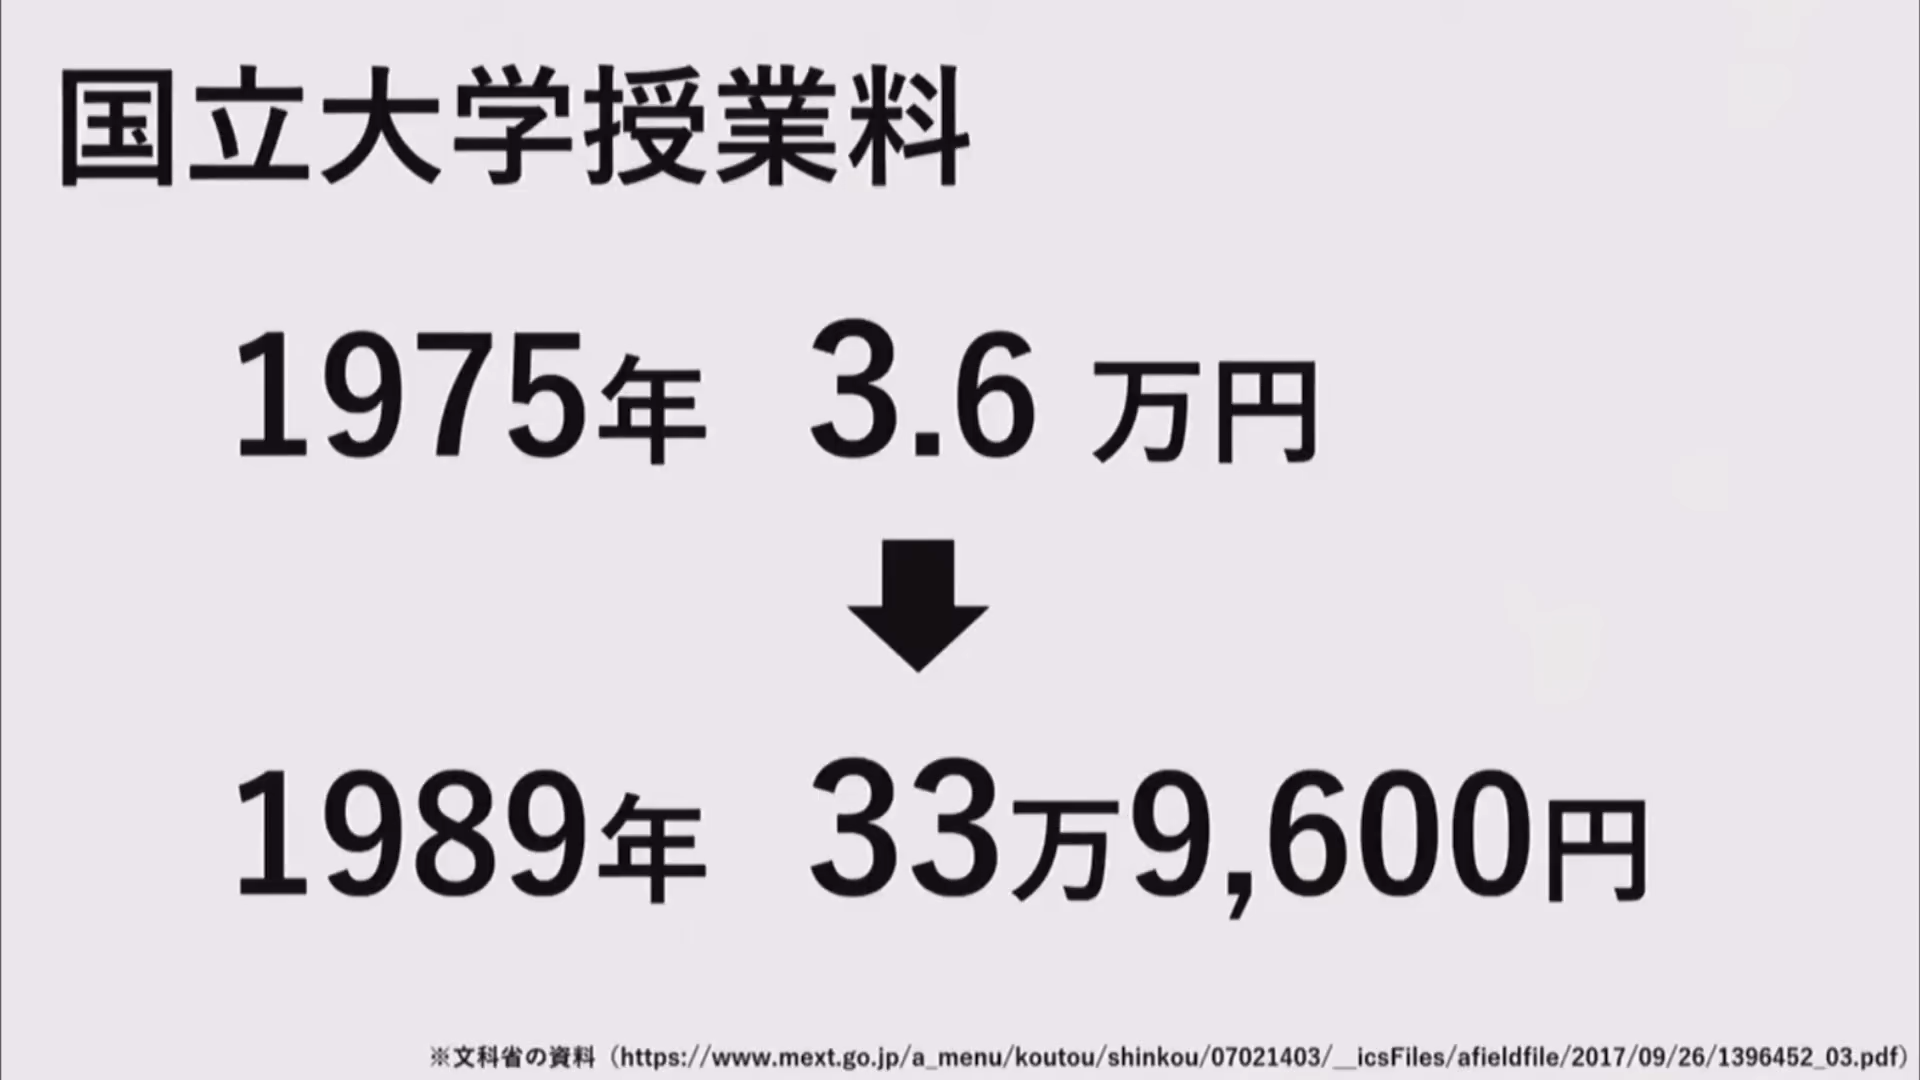 国立大学授業料
1975年 3.6 万円
1989年 33万9,600円
※文科省の資料（https://www.mext.go.jp/a_menu/koutou/shinkou/07021403/__icsFiles/afieldfile/2017/09/26/1396452_03.pdf）